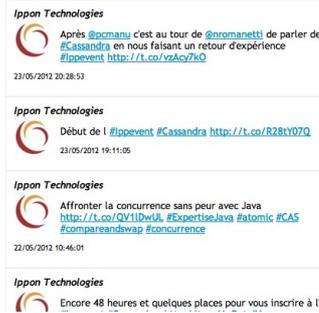 Ippon Technologies
Après @pcmanu c'est au tour de @nromanetti de parler de
#Cassandra en nous faisant un retour d'expérience
#Ippevent http://t.co/vzAcy7kO
23/05/2012 20:28:53
Ippon Technologies
Début de l #Ippevent #Cassandra http://t.co/R28tY07Q
23/05/2012 19:11:05
Ippon Technologies
Affronter la concurrence sans peur avec Java
http://t.co/QV1lDwUL #ExpertiseJava #atomic #CAS
#compareandswap #concurrence
22/05/2012 10:46:01
Ippon Technologies
Encore 48 heures et quelques places pour vous inscrire à l'